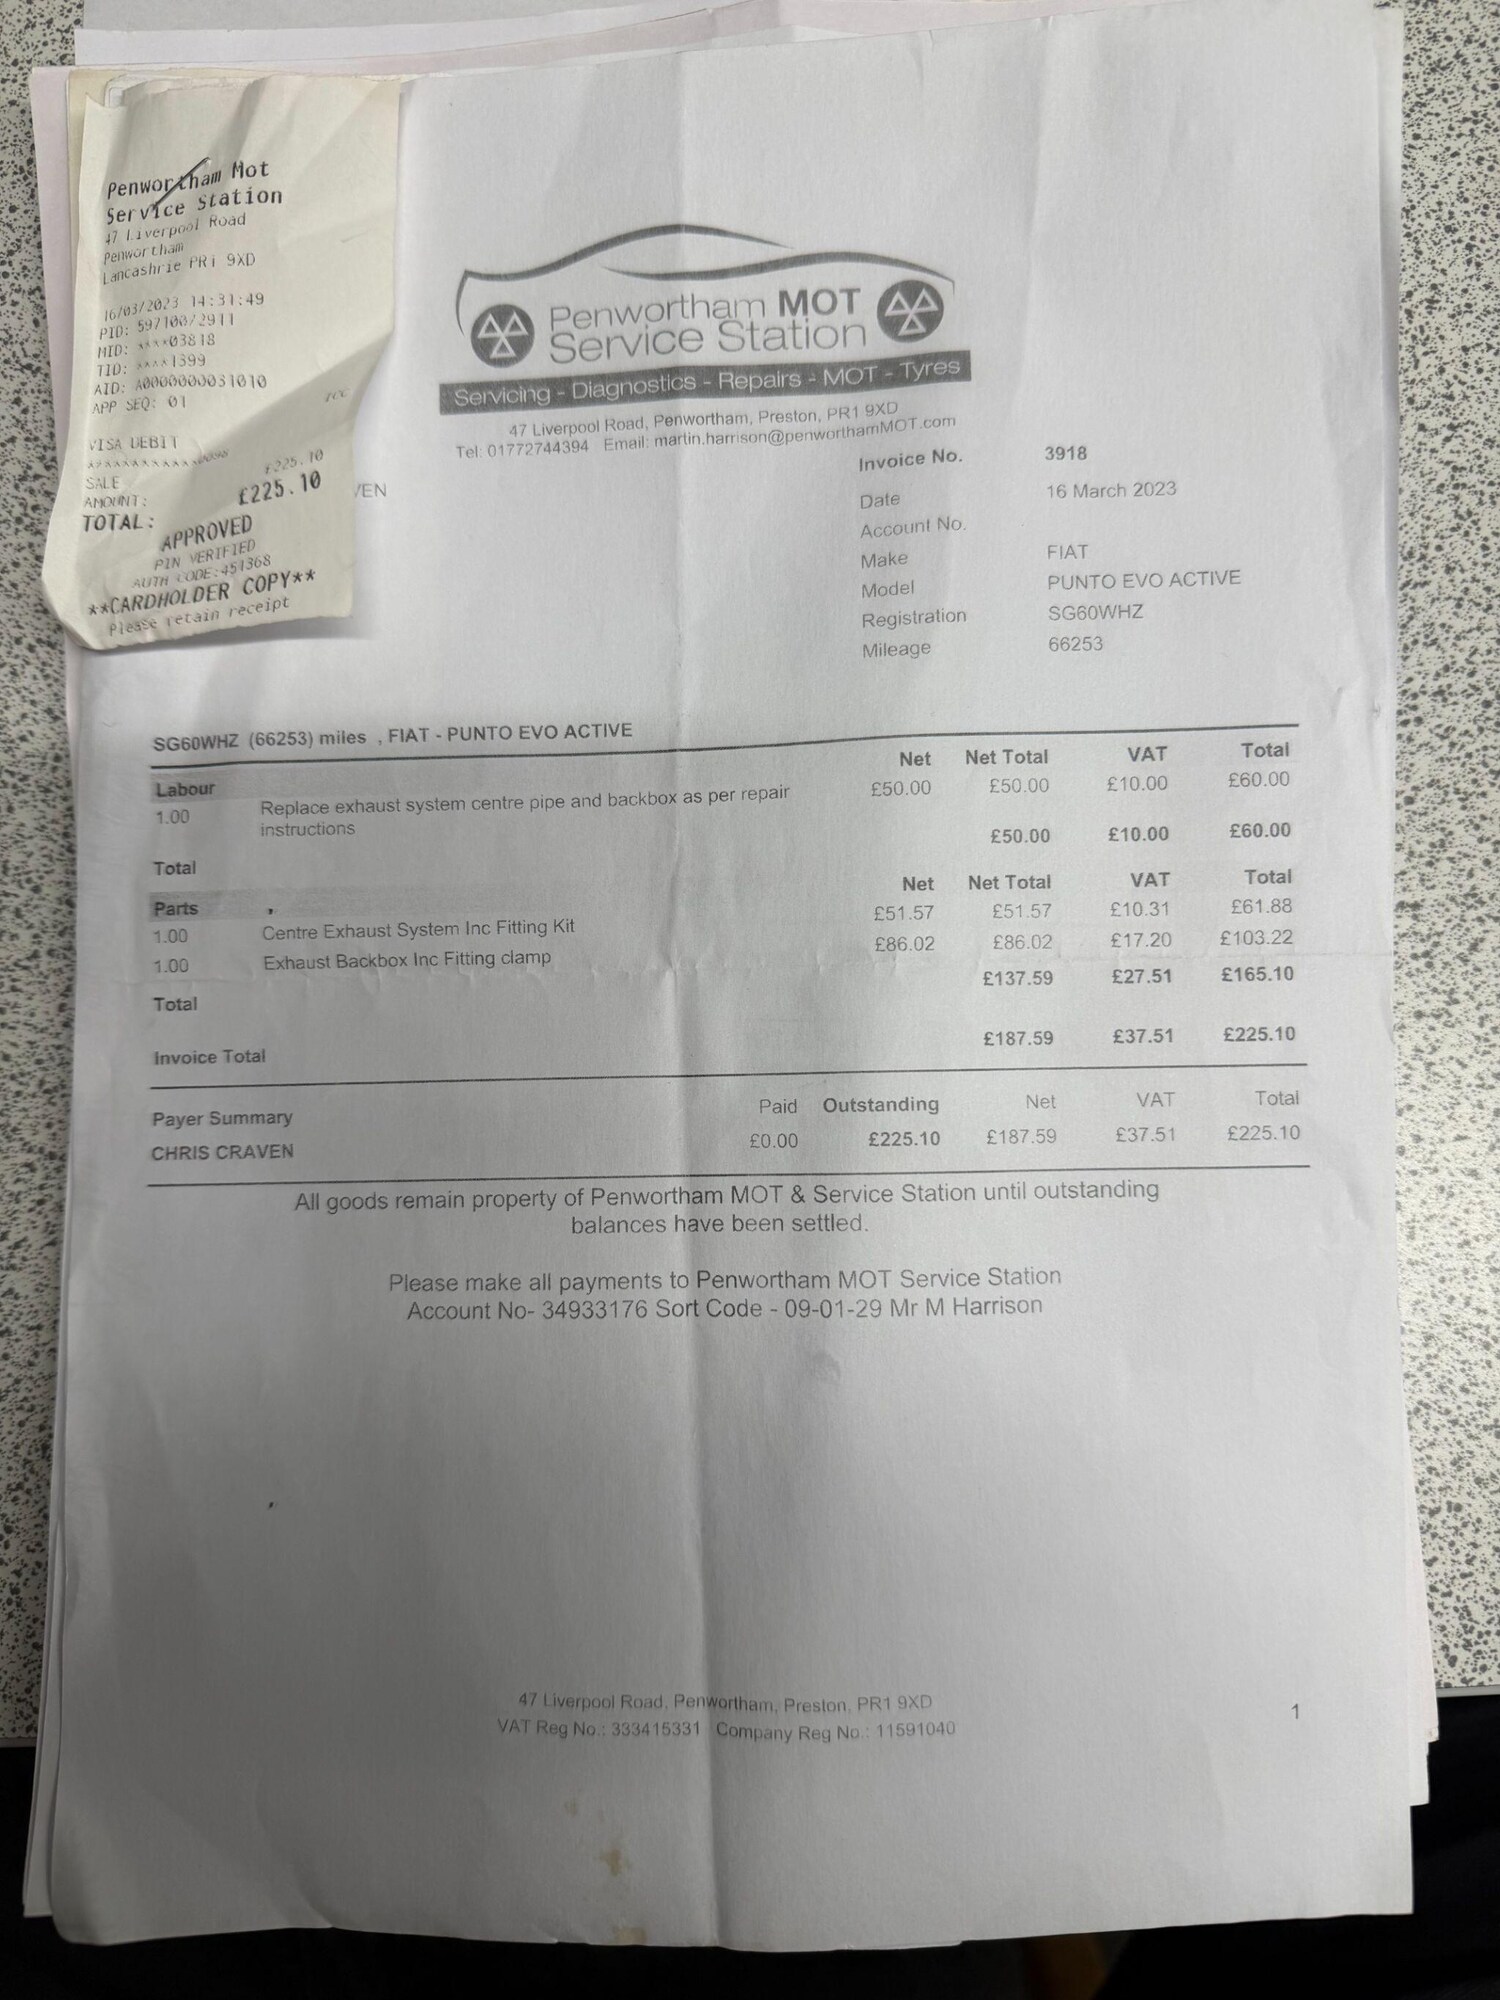 Penwortham Mot
Service Station
47 Liverpool Road
Penwortham
Lancashrie PR1 9XD
16/03/2023 14:31:49
PID: 597100/2911
MID: ****03818
TID: ****1399
AID: A0000000031010
APP SEQ: 01
ICC
VISA DEBIT
SALE
AMOUNT: £225.10
TOTAL: £225.10
APPROVED
PIN VERIFIED
AUTH CODE:451368
**CARDHOLDER COPY**
Please retain receipt
VEN
Penwortham MOT
Service Station
Servicing - Diagnostics - Repairs - MOT - Tyres
47 Liverpool Road, Penwortham, Preston, PR1 9XD
Tel: 01772744394 Email: martin.harrison@penworthamMOT.com
Invoice No. 3918
Date 16 March 2023
Account No.
Make FIAT
Model PUNTO EVO ACTIVE
Registration SG60WHZ
Mileage 66253
SG60WHZ (66253) miles , FIAT - PUNTO EVO ACTIVE
Labour Net Net Total VAT Total
1.00 Replace exhaust system centre pipe and backbox as per repair £50.00 £50.00 £10.00 £60.00
instructions
Total £50.00 £10.00 £60.00
Parts Net Net Total VAT Total
1.00 Centre Exhaust System Inc Fitting Kit £51.57 £51.57 £10.31 £61.88
1.00 Exhaust Backbox Inc Fitting clamp £86.02 £86.02 £17.20 £103.22
Total £137.59 £27.51 £165.10
Invoice Total £187.59 £37.51 £225.10
Payer Summary Paid Outstanding Net VAT Total
CHRIS CRAVEN £0.00 £225.10 £187.59 £37.51 £225.10
All goods remain property of Penwortham MOT & Service Station until outstanding
balances have been settled.
Please make all payments to Penwortham MOT Service Station
Account No- 34933176 Sort Code - 09-01-29 Mr M Harrison
47 Liverpool Road, Penwortham, Preston, PR1 9XD
VAT Reg No.: 333415331 Company Reg No.: 11591040
1